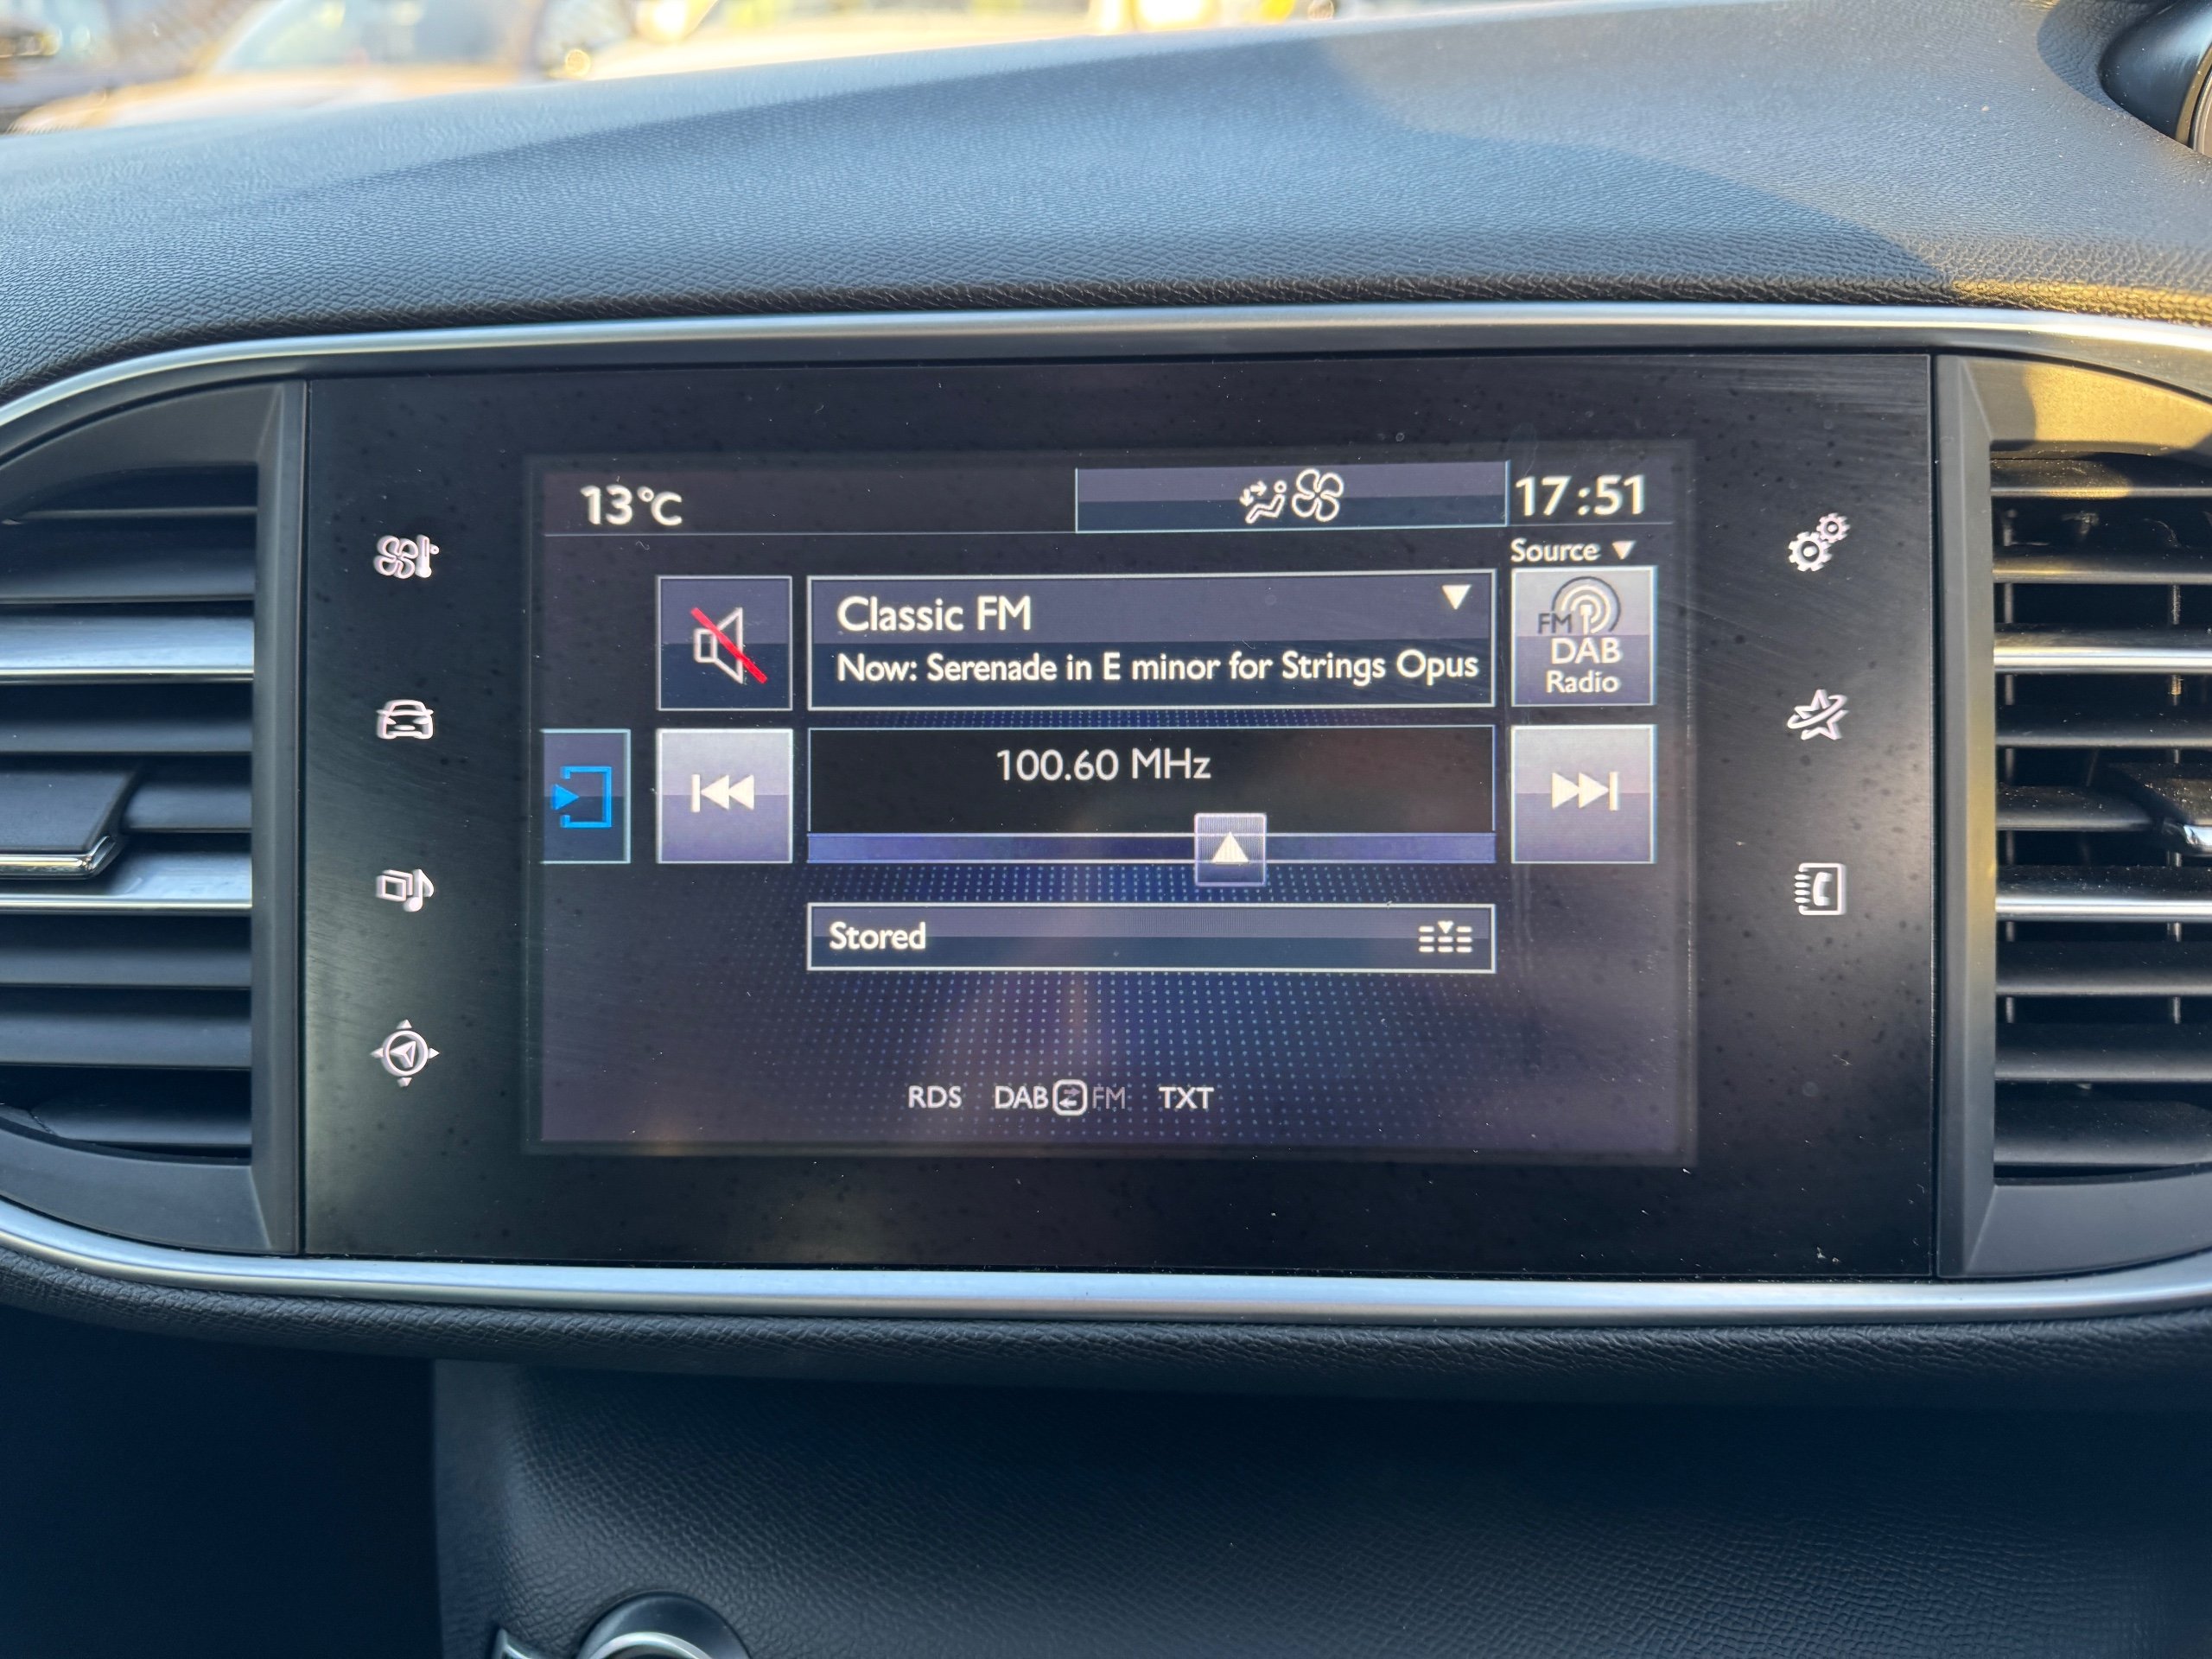 13°C
17:51
Source
Classic FM
Now: Serenade in E minor for Strings Opus
FM
DAB
Radio
100.60 MHz
Stored
RDS DAB FM TXT